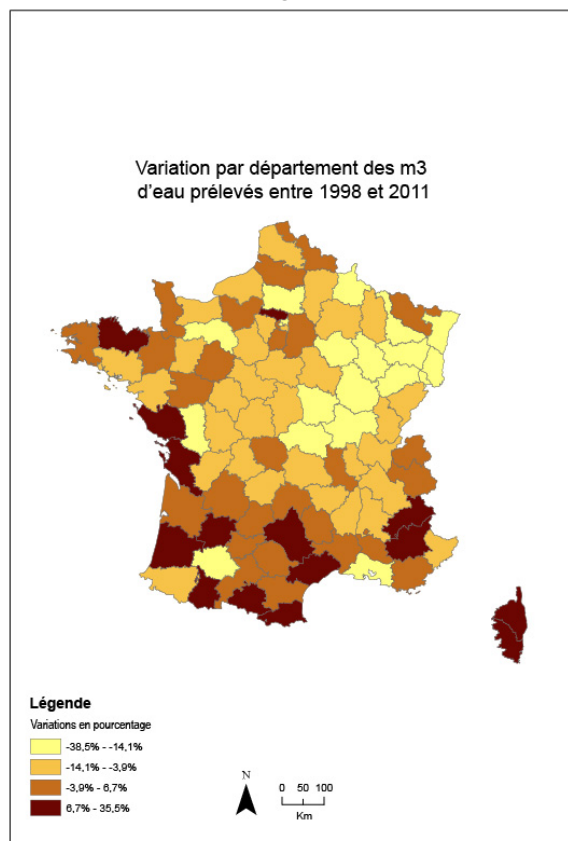 Variation par département des m3
d'eau prélevés entre 1998 et 2011
Légende
Variations en pourcentage
-38,5% - -14,1%
-14,1% - -3,9%
-3,9% - 6,7%
6,7% - 35,5%
N
0 50 100
Km